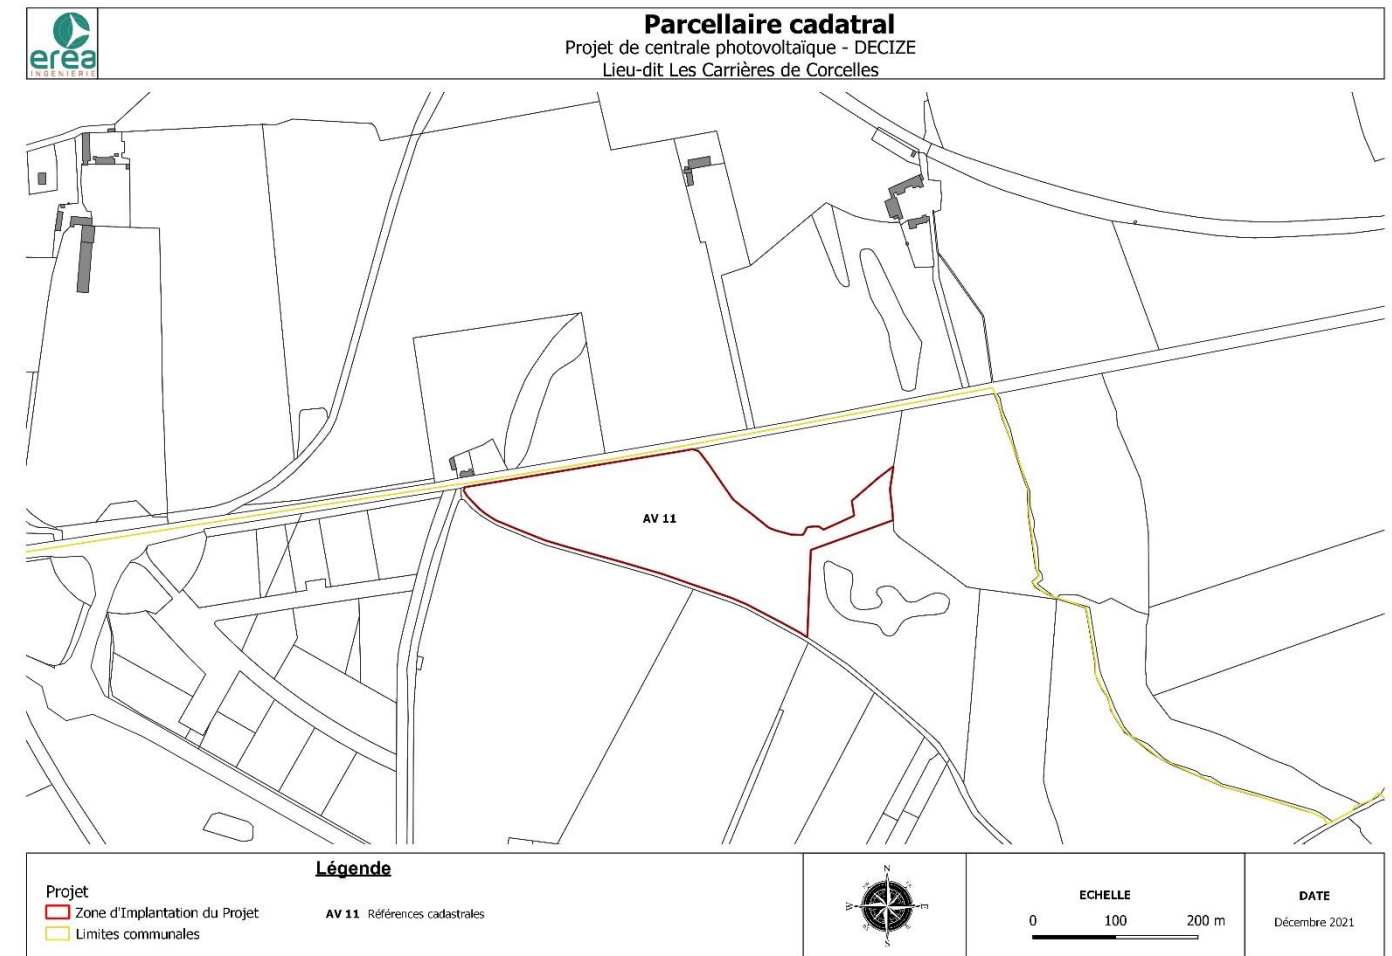 erea
INGENIERIE
Parcellaire cadatral
Projet de centrale photovoltaïque - DECIZE
Lieu-dit Les Carrières de Corcelles
AV 11
Légende
Projet
Zone d'Implantation du Projet
Limites communales
AV 11 Références cadastrales
N
W
E
S
ECHELLE
0 100 200 m
DATE
Décembre 2021